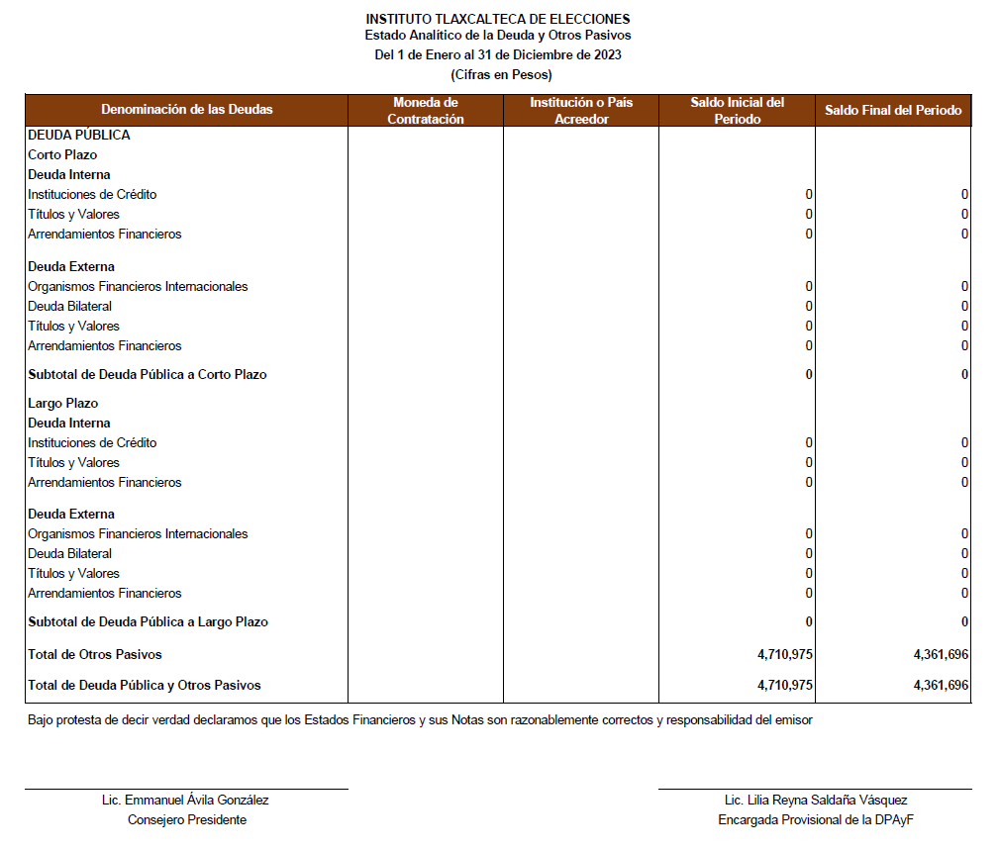 INSTITUTO TLAXCALTECA DE ELECCIONES
Estado Analítico de la Deuda y Otros Pasivos
Del 1 de Enero al 31 de Diciembre de 2023
(Cifras en Pesos)
Denominación de las Deudas Moneda de Contratación Institución o País Acreedor Saldo Inicial del Periodo Saldo Final del Periodo
DEUDA PÚBLICA
Corto Plazo
Deuda Interna
Instituciones de Crédito 0 0
Títulos y Valores 0 0
Arrendamientos Financieros 0 0
Deuda Externa
Organismos Financieros Internacionales 0 0
Deuda Bilateral 0 0
Títulos y Valores 0 0
Arrendamientos Financieros 0 0
Subtotal de Deuda Pública a Corto Plazo 0 0
Largo Plazo
Deuda Interna
Instituciones de Crédito 0 0
Títulos y Valores 0 0
Arrendamientos Financieros 0 0
Deuda Externa
Organismos Financieros Internacionales 0 0
Deuda Bilateral 0 0
Títulos y Valores 0 0
Arrendamientos Financieros 0 0
Subtotal de Deuda Pública a Largo Plazo 0 0
Total de Otros Pasivos 4,710,975 4,361,696
Total de Deuda Pública y Otros Pasivos 4,710,975 4,361,696
Bajo protesta de decir verdad declaramos que los Estados Financieros y sus Notas son razonablemente correctos y responsabilidad del emisor
Lic. Emmanuel Ávila González Lic. Lilia Reyna Saldaña Vásquez
Consejero Presidente Encargada Provisional de la DPAyF